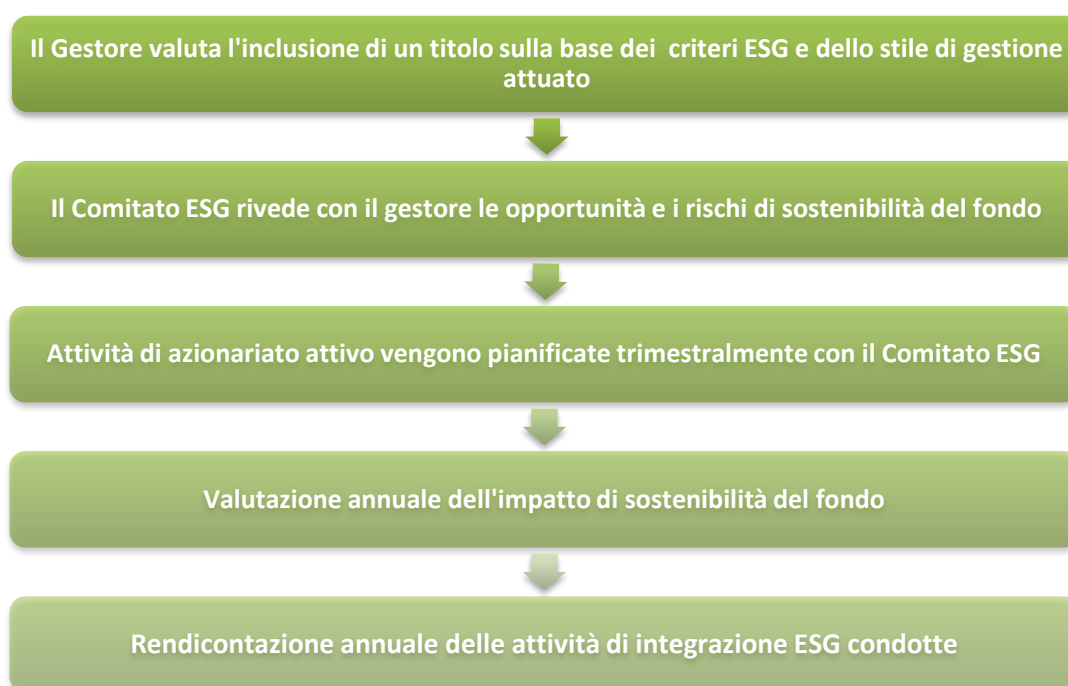 Il Gestore valuta l'inclusione di un titolo sulla base dei criteri ESG e dello stile di gestione
attuato
Il Comitato ESG rivede con il gestore le opportunità e i rischi di sostenibilità del fondo
Attività di azionariato attivo vengono pianificate trimestralmente con il Comitato ESG
Valutazione annuale dell'impatto di sostenibilità del fondo
Rendicontazione annuale delle attività di integrazione ESG condotte